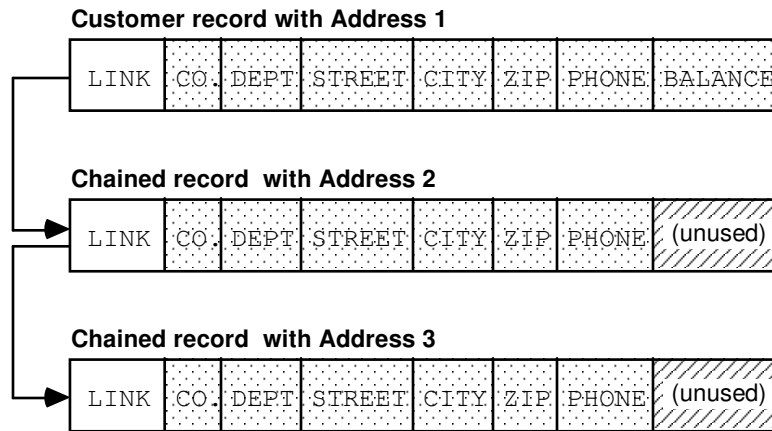 Customer record with Address 1
LINK CO. DEPT STREET CITY ZIP PHONE BALANCE
Chained record with Address 2
LINK CO. DEPT STREET CITY ZIP PHONE (unused)
Chained record with Address 3
LINK CO. DEPT STREET CITY ZIP PHONE (unused)